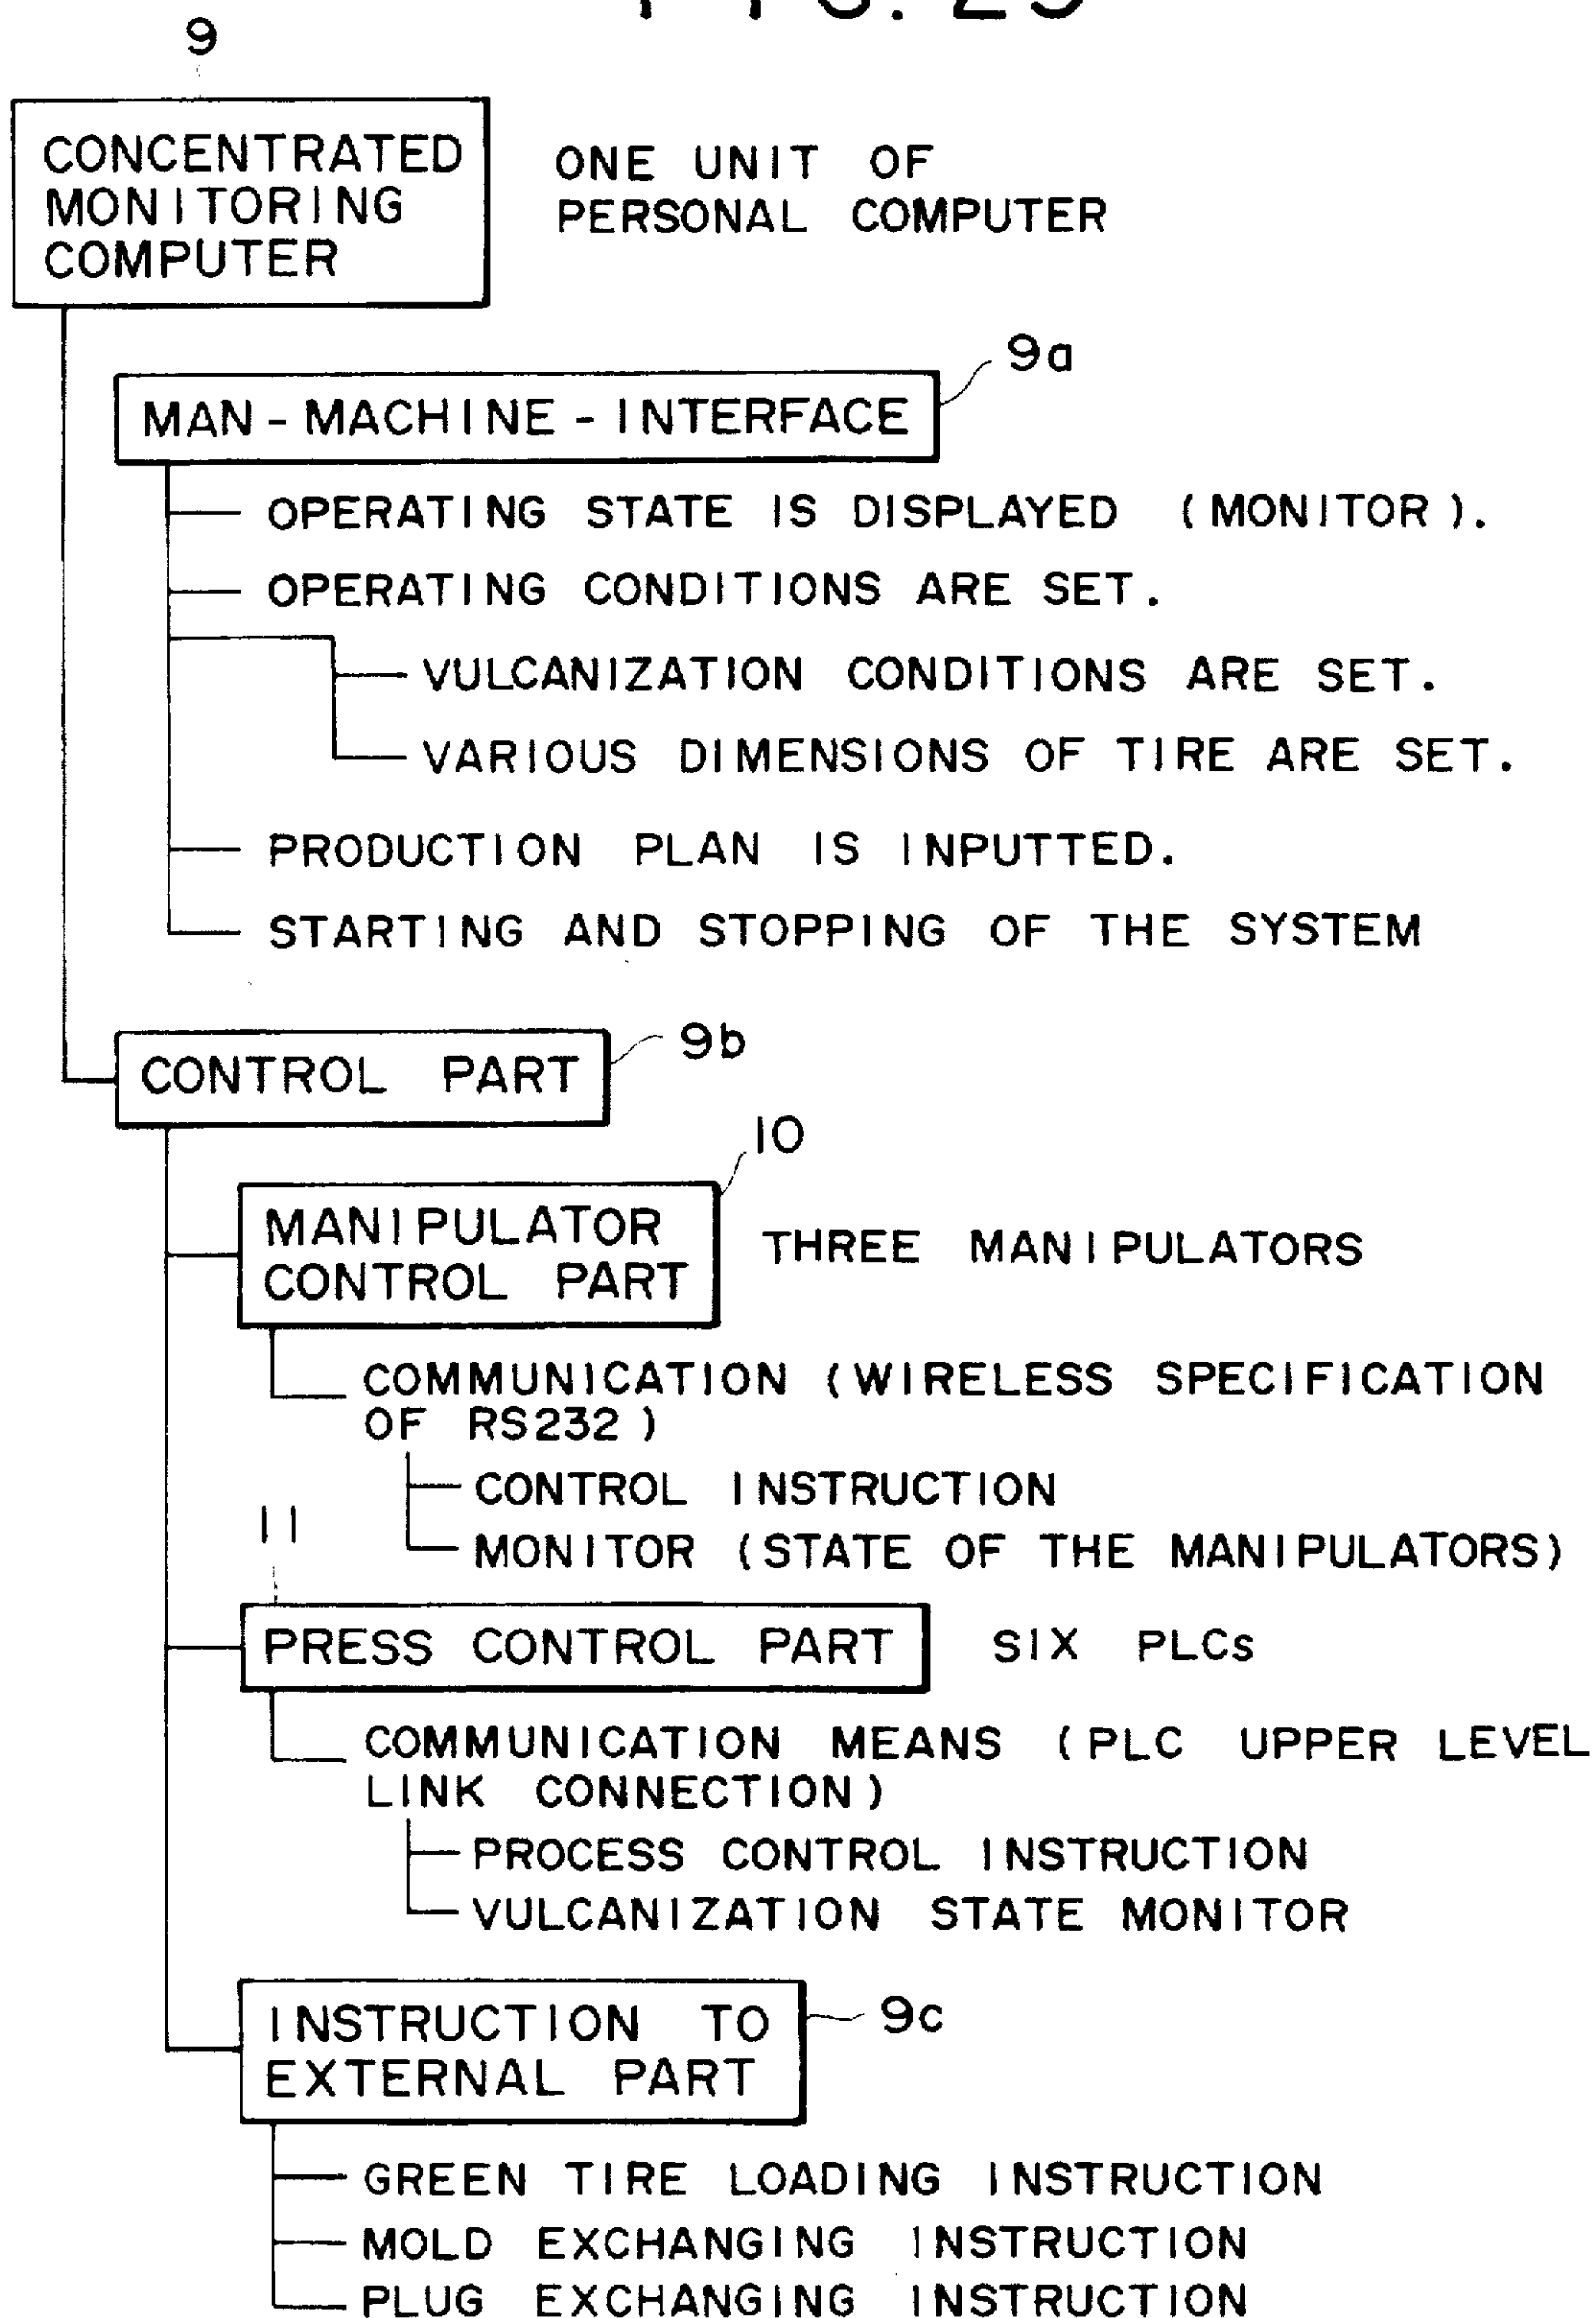 FIG. 25
9
CONCENTRATED
MONITORING
COMPUTER
ONE UNIT OF
PERSONAL COMPUTER
9a
MAN-MACHINE-INTERFACE
OPERATING STATE IS DISPLAYED (MONITOR).
OPERATING CONDITIONS ARE SET.
VULCANIZATION CONDITIONS ARE SET.
VARIOUS DIMENSIONS OF TIRE ARE SET.
PRODUCTION PLAN IS INPUTTED.
STARTING AND STOPPING OF THE SYSTEM
9b
CONTROL PART
10
MANIPULATOR
CONTROL PART
THREE MANIPULATORS
COMMUNICATION (WIRELESS SPECIFICATION
OF RS232)
CONTROL INSTRUCTION
MONITOR (STATE OF THE MANIPULATORS)
11
PRESS CONTROL PART
SIX PLCs
COMMUNICATION MEANS (PLC UPPER LEVEL
LINK CONNECTION)
PROCESS CONTROL INSTRUCTION
VULCANIZATION STATE MONITOR
9c
INSTRUCTION TO
EXTERNAL PART
GREEN TIRE LOADING INSTRUCTION
MOLD EXCHANGING INSTRUCTION
PLUG EXCHANGING INSTRUCTION